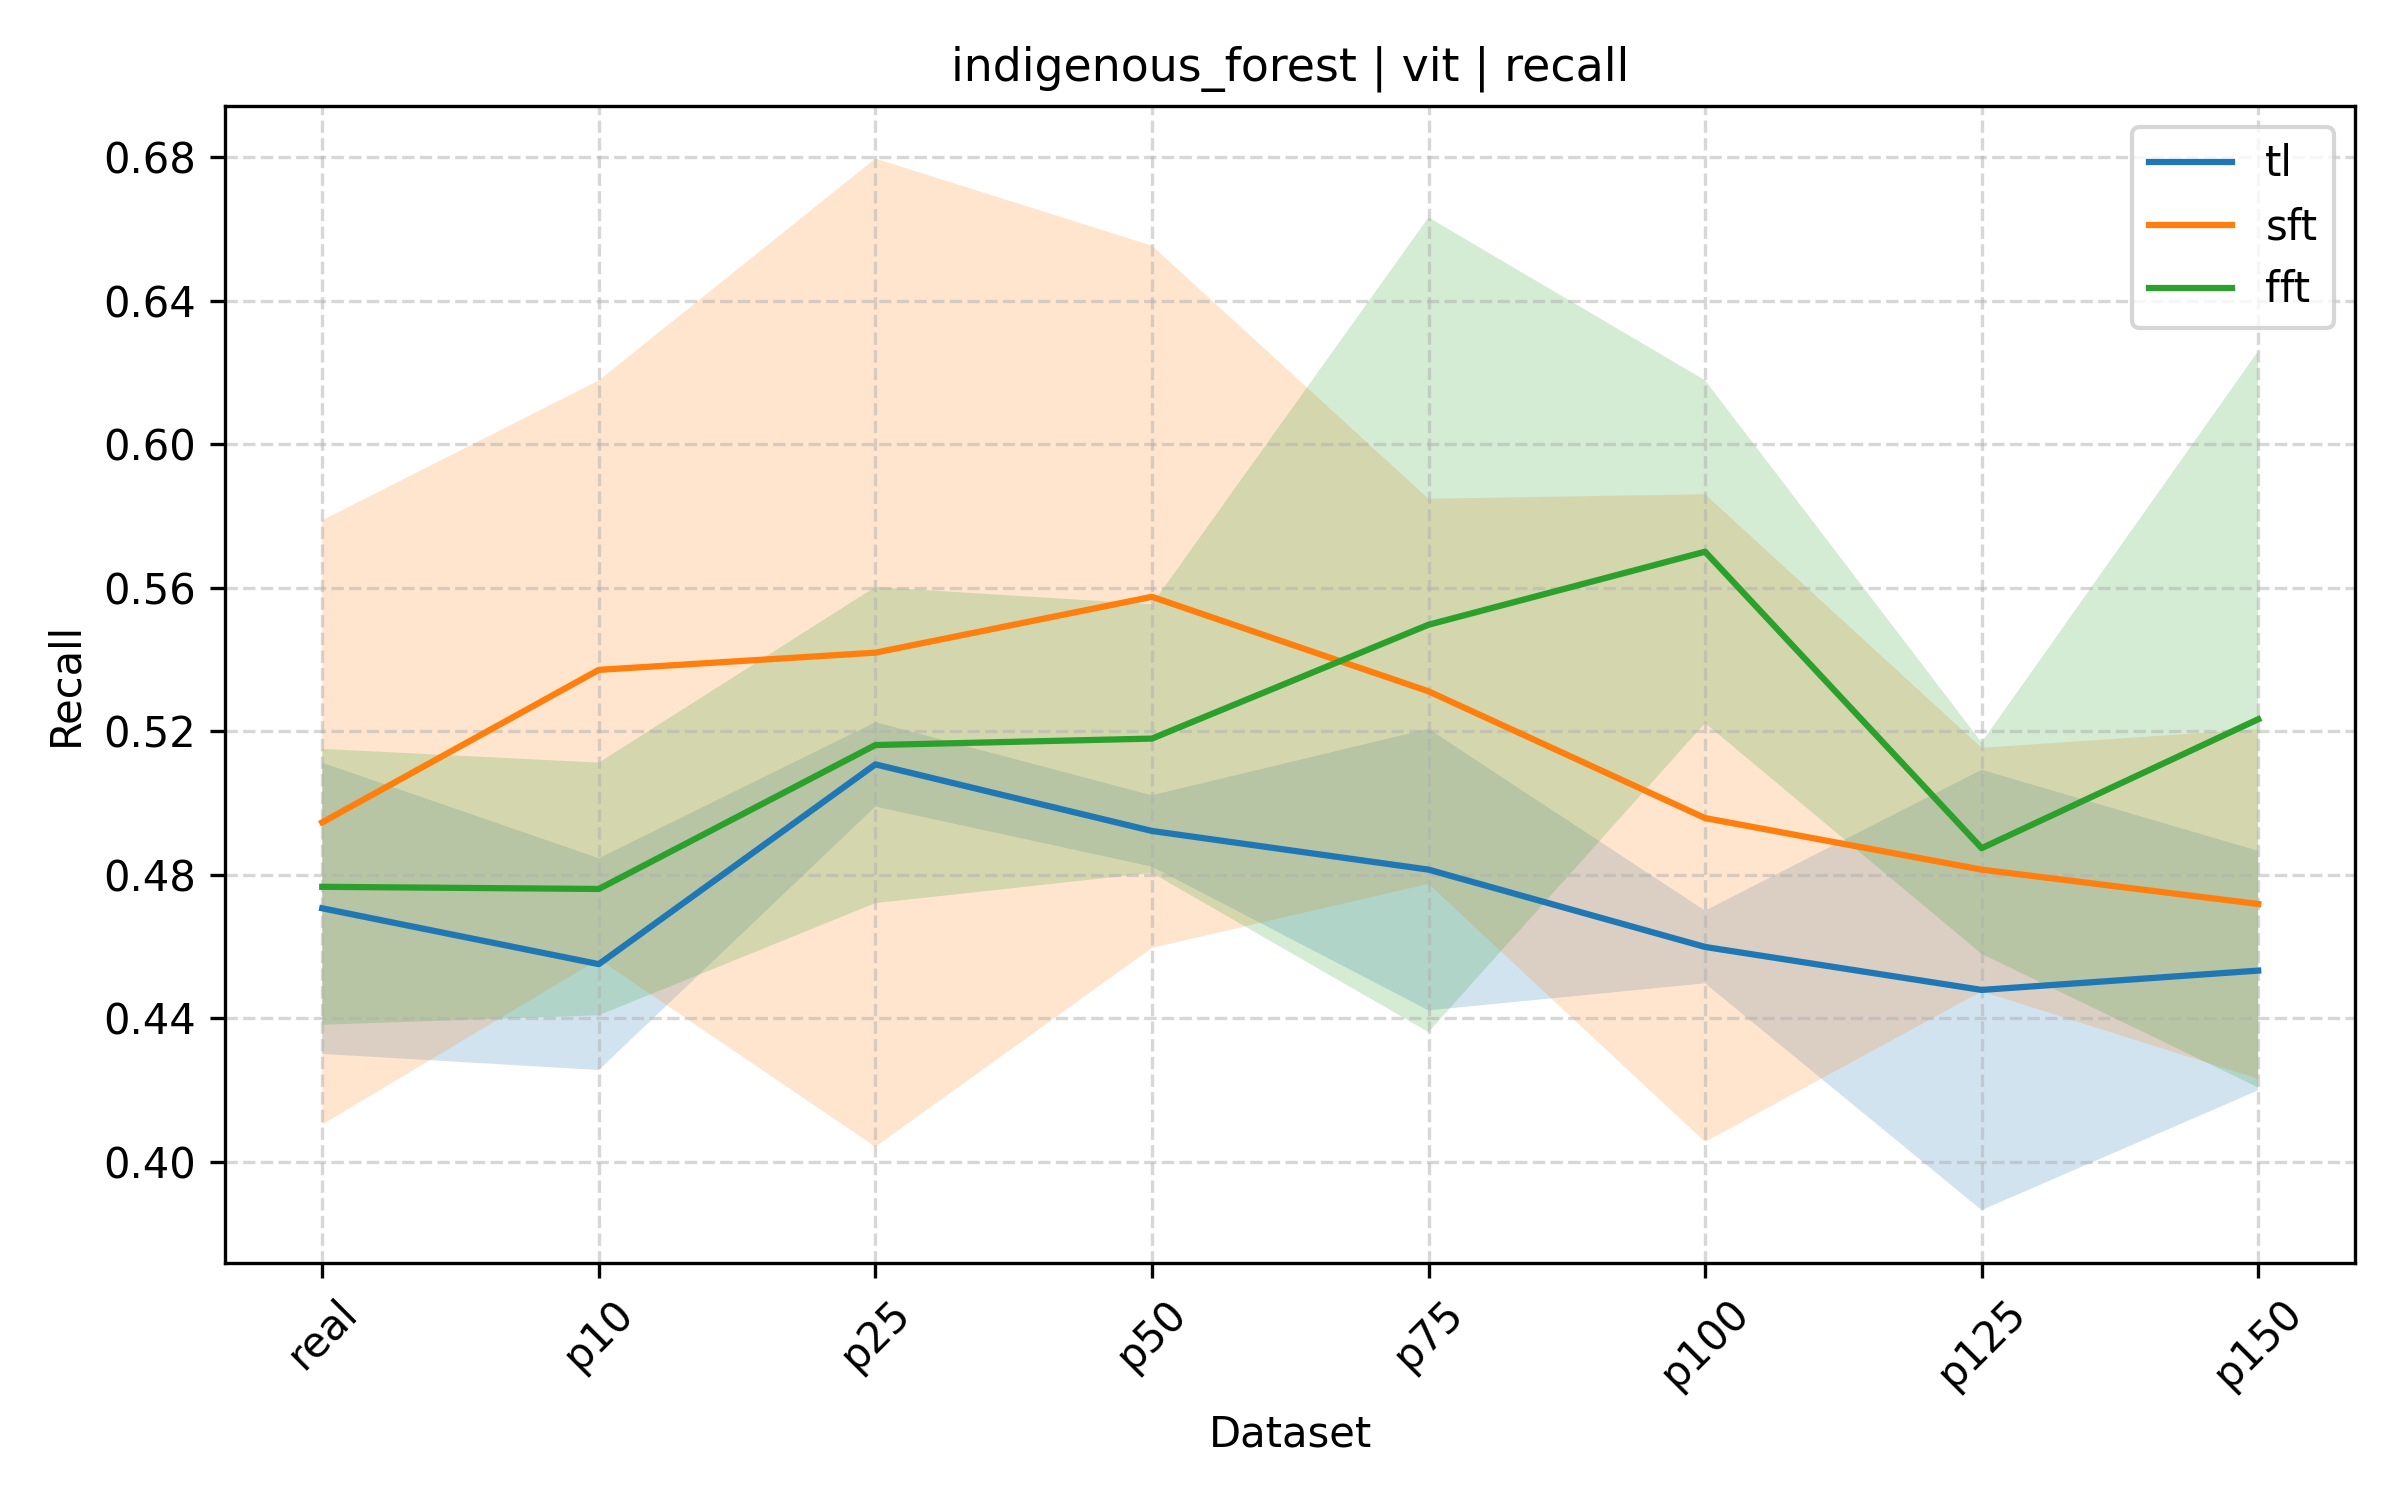 indigenous_forest | vit | recall
tl
sft
fft
0.68
0.64
0.60
0.56
0.52
0.48
0.44
0.40
Recall
real
p10
p25
p50
p75
p100
p125
p150
Dataset